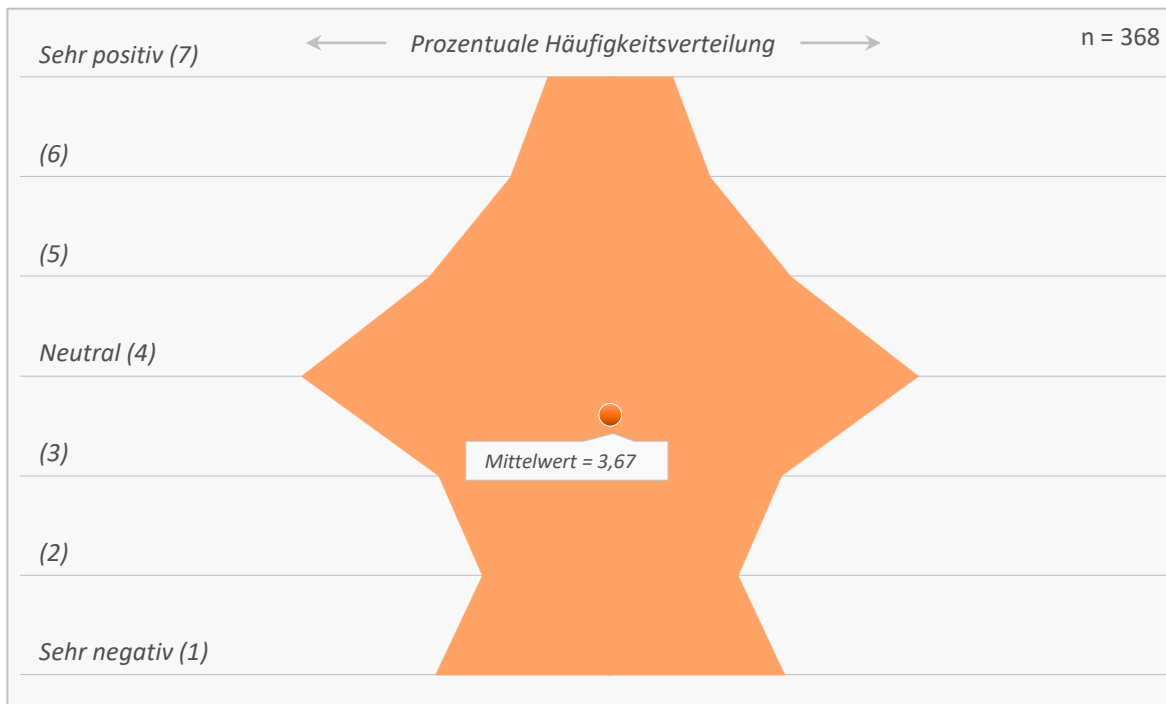 Prozentuale Häufigkeitsverteilung
n = 368
Sehr positiv (7)
(6)
(5)
Neutral (4)
(3)
Mittelwert = 3,67
(2)
Sehr negativ (1)